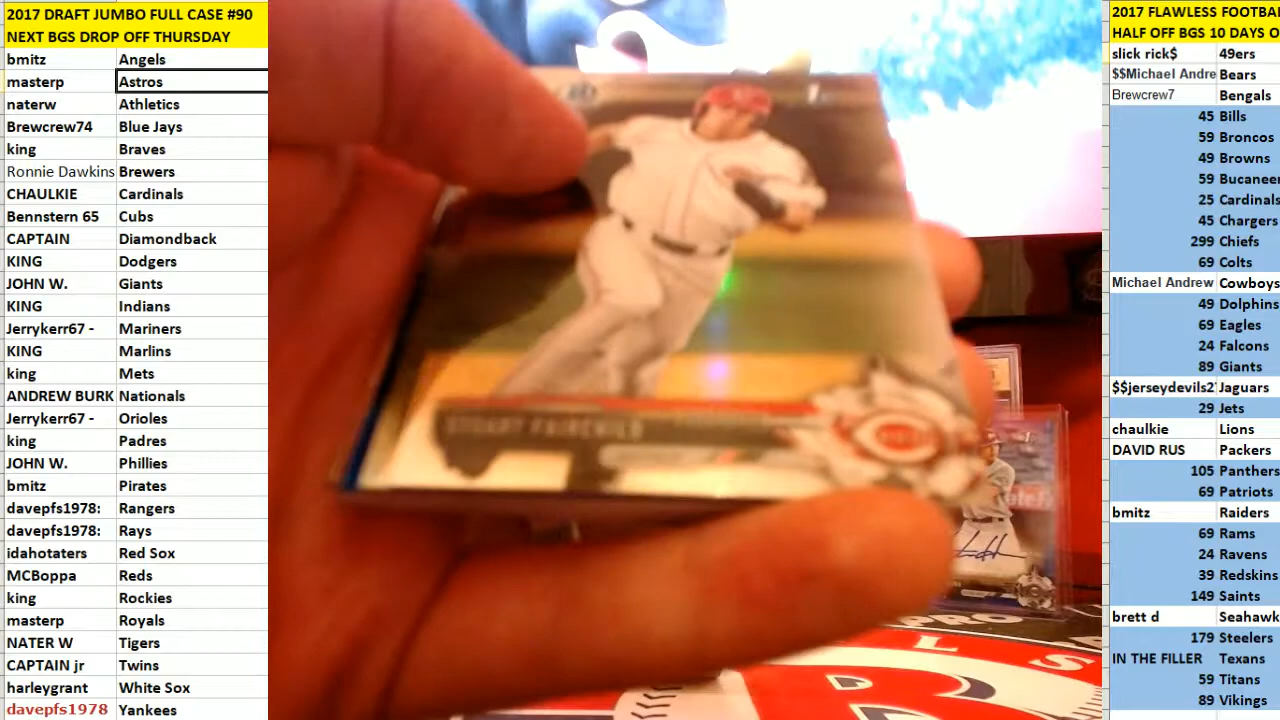 2017 DRAFT JUMBO FULL CASE #90
NEXT BGS DROP OFF THURSDAY
bmitz Angels
masterp Astros
naterw Athletics
Brewcrew74 Blue Jays
king Braves
Ronnie Dawkins Brewers
CHAULKIE Cardinals
Bennstern 65 Cubs
CAPTAIN Diamondback
KING Dodgers
JOHN W. Giants
KING Indians
Jerrykerr67 - Mariners
KING Marlins
king Mets
ANDREW BURK Nationals
Jerrykerr67 - Orioles
king Padres
JOHN W. Phillies
bmitz Pirates
davepfs1978: Rangers
davepfs1978: Rays
idahotaters Red Sox
MCBoppa Reds
king Rockies
masterp Royals
NATER W Tigers
CAPTAIN jr Twins
harleygrant White Sox
davepfs1978 Yankees
STUART FAIRCHILD
REDS
PRO
L S
2017 FLAWLESS FOOTBAL
HALF OFF BGS 10 DAYS O
slick rick$ 49ers
$$Michael Andre Bears
Brewcrew7 Bengals
45 Bills
59 Broncos
49 Browns
59 Bucaneer
25 Cardinals
45 Chargers
299 Chiefs
69 Colts
Michael Andrew Cowboys
49 Dolphins
69 Eagles
24 Falcons
89 Giants
$$jerseydevils2 Jaguars
29 Jets
chaulkie Lions
DAVID RUS Packers
105 Panthers
69 Patriots
bmitz Raiders
69 Rams
24 Ravens
39 Redskins
149 Saints
brett d Seahawk
179 Steelers
IN THE FILLER Texans
59 Titans
89 Vikings